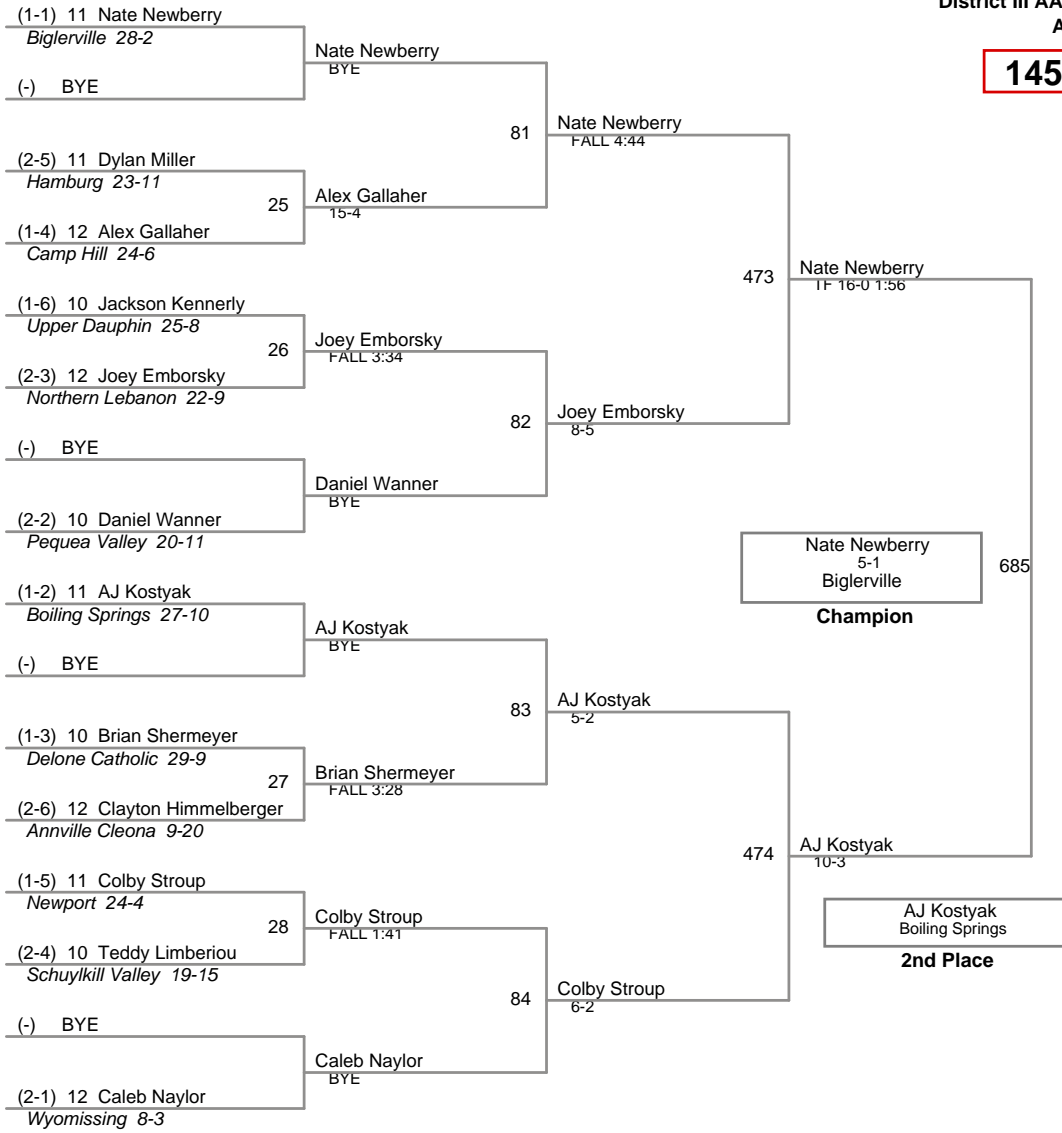 District III AA
A
145
(1-1) 11 Nate Newberry
Biglerville 28-2
(-) BYE
(2-5) 11 Dylan Miller
Hamburg 23-11
(1-4) 12 Alex Gallaher
Camp Hill 24-6
(1-6) 10 Jackson Kennerly
Upper Dauphin 25-8
(2-3) 12 Joey Emborsky
Northern Lebanon 22-9
(-) BYE
(2-2) 10 Daniel Wanner
Pequea Valley 20-11
(1-2) 11 AJ Kostyak
Boiling Springs 27-10
(-) BYE
(1-3) 10 Brian Shermeyer
Delone Catholic 29-9
(2-6) 12 Clayton Himmelberger
Annville Cleona 9-20
(1-5) 11 Colby Stroup
Newport 24-4
(2-4) 10 Teddy Limberiou
Schuylkill Valley 19-15
(-) BYE
(2-1) 12 Caleb Naylor
Wyomissing 8-3
Nate Newberry
BYE
25
Alex Gallaher
15-4
26
Joey Emborsky
FALL 3:34
Daniel Wanner
BYE
AJ Kostyak
BYE
27
Brian Shermeyer
FALL 3:28
28
Colby Stroup
FALL 1:41
Caleb Naylor
BYE
81
Nate Newberry
FALL 4:44
82
Joey Emborsky
8-5
83
AJ Kostyak
5-2
84
Colby Stroup
6-2
473
Nate Newberry
TF 16-0 1:56
474
AJ Kostyak
10-3
685
Nate Newberry
5-1
Biglerville
Champion
AJ Kostyak
Boiling Springs
2nd Place